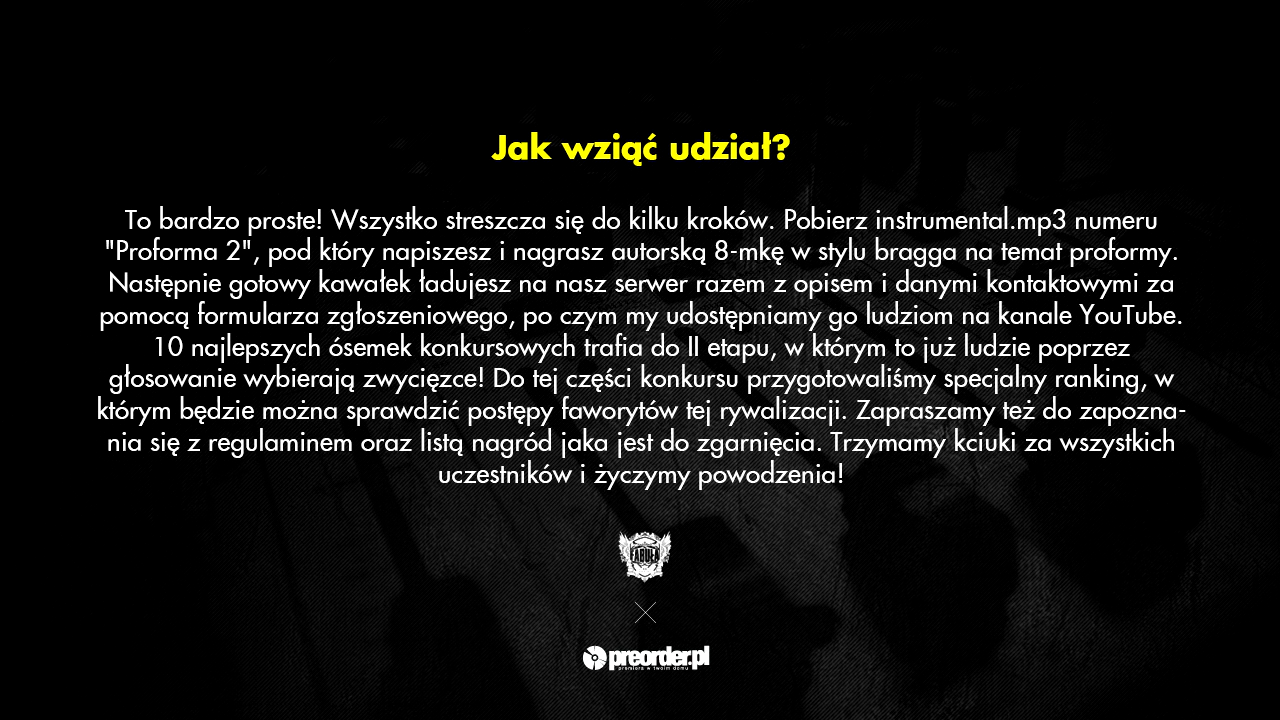 Jak wziąć udział?
To bardzo proste! Wszystko streszcza się do kilku kroków. Pobierz instrumental.mp3 numeru
"Proforma 2", pod który napiszesz i nagrasz autorską 8-mkę w stylu bragga na temat proformy.
Następnie gotowy kawałek ładujesz na nasz serwer razem z opisem i danymi kontaktowymi za
pomocą formularza zgłoszeniowego, po czym my udostępniamy go ludziom na kanale YouTube.
10 najlepszych ósemek konkursowych trafia do II etapu, w którym to już ludzie poprzez
głosowanie wybierają zwycięzce! Do tej części konkursu przygotowaliśmy specjalny ranking, w
którym będzie można sprawdzić postępy faworytów tej rywalizacji. Zapraszamy też do zapozna-
nia się z regulaminem oraz listą nagród jaka jest do zgarnięcia. Trzymamy kciuki za wszystkich
uczestników i życzymy powodzenia!
FABUŁA
preorder.pl
premiera w twoim domu